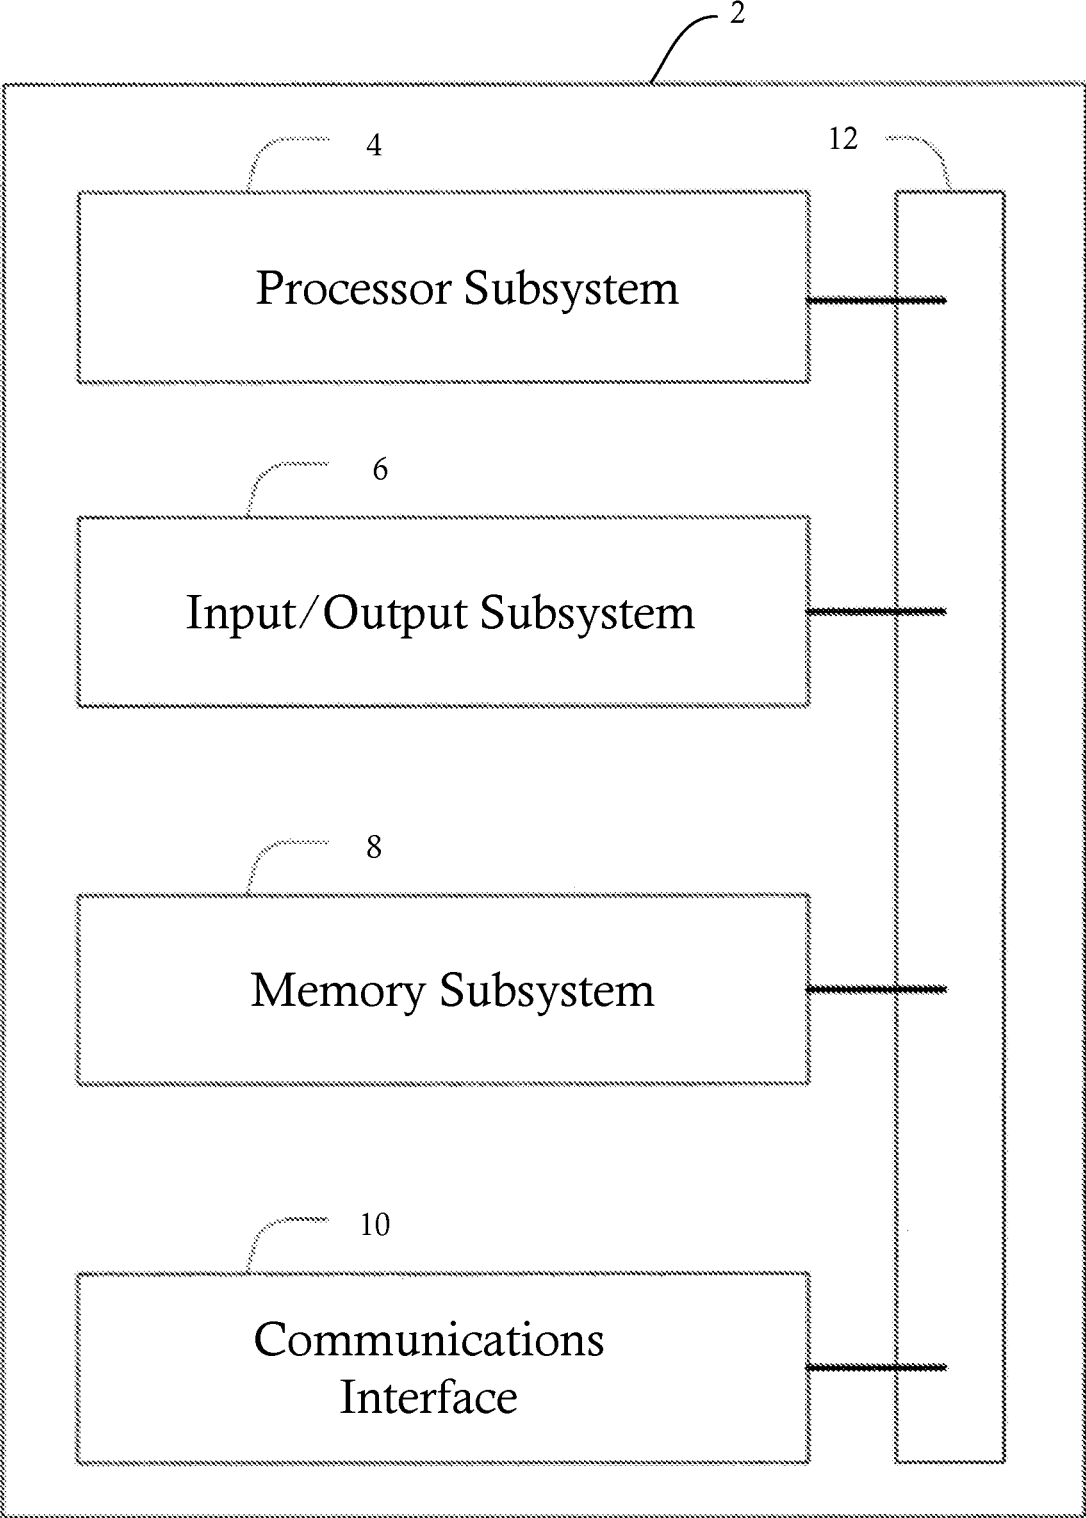 2
4
12
Processor Subsystem
6
Input/Output Subsystem
8
Memory Subsystem
10
Communications
Interface